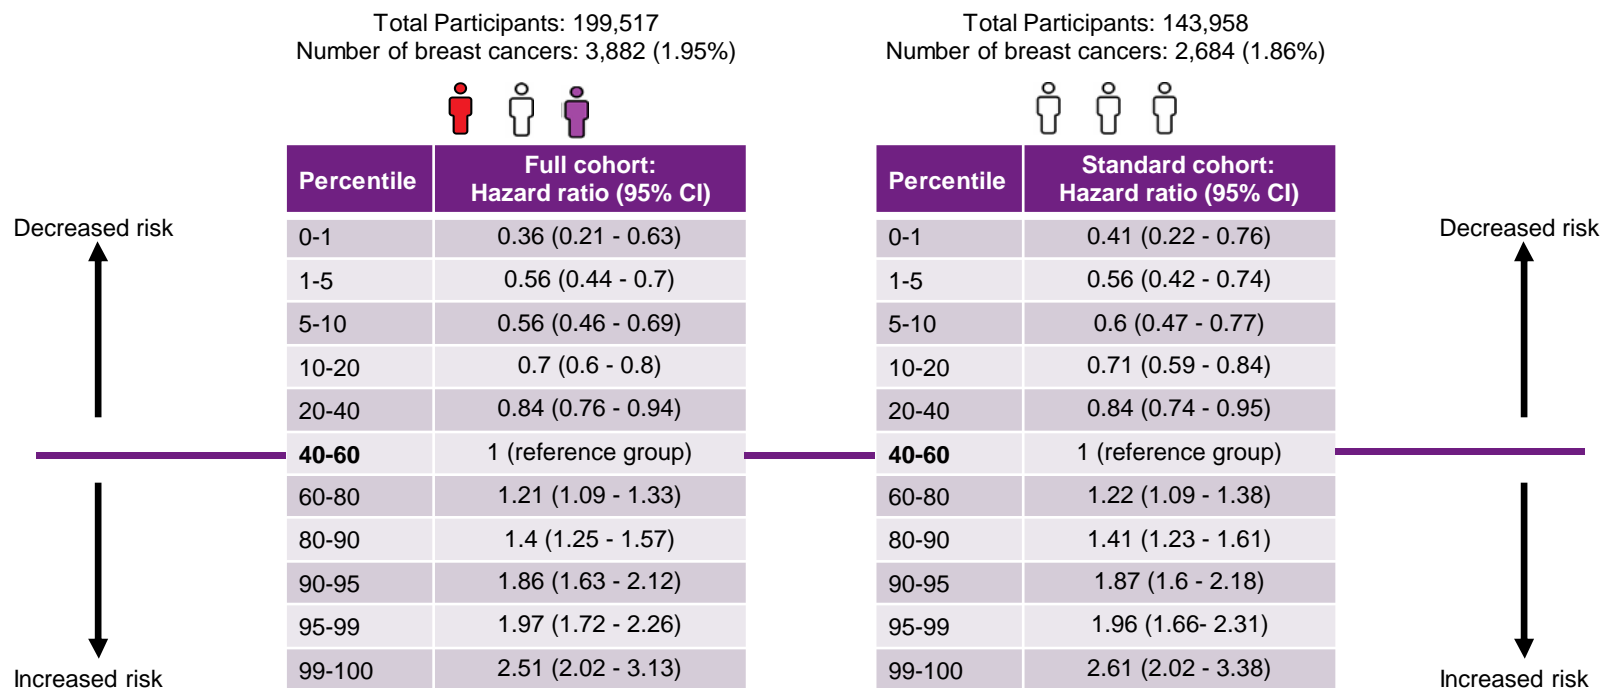 Total Participants: 199,517
Number of breast cancers: 3,882 (1.95%)
Total Participants: 143,958
Number of breast cancers: 2,684 (1.86%)
Decreased risk
Increased risk
Percentile
Full cohort:
Hazard ratio (95% CI)
0-1 0.36 (0.21 - 0.63)
1-5 0.56 (0.44 - 0.7)
5-10 0.56 (0.46 - 0.69)
10-20 0.7 (0.6 - 0.8)
20-40 0.84 (0.76 - 0.94)
40-60 1 (reference group)
60-80 1.21 (1.09 - 1.33)
80-90 1.4 (1.25 - 1.57)
90-95 1.86 (1.63 - 2.12)
95-99 1.97 (1.72 - 2.26)
99-100 2.51 (2.02 - 3.13)
Percentile
Standard cohort:
Hazard ratio (95% CI)
0-1 0.41 (0.22 - 0.76)
1-5 0.56 (0.42 - 0.74)
5-10 0.6 (0.47 - 0.77)
10-20 0.71 (0.59 - 0.84)
20-40 0.84 (0.74 - 0.95)
40-60 1 (reference group)
60-80 1.22 (1.09 - 1.38)
80-90 1.41 (1.23 - 1.61)
90-95 1.87 (1.6 - 2.18)
95-99 1.96 (1.66- 2.31)
99-100 2.61 (2.02 - 3.38)
Decreased risk
Increased risk